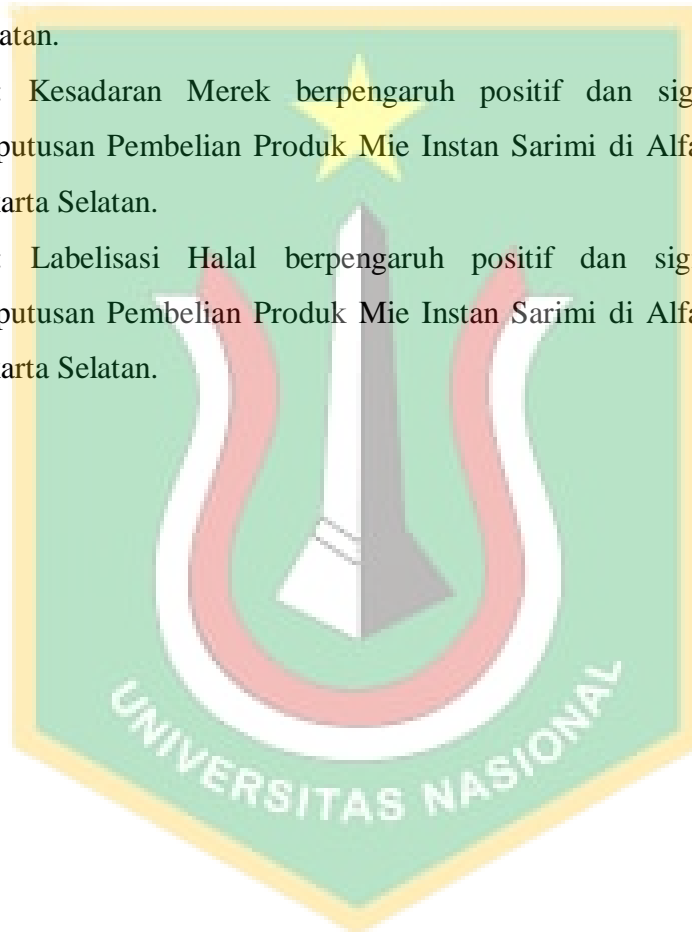 atan.
: Kesadaran Merek berpengaruh positif dan sig
putusan Pembelian Produk Mie Instan Sarimi di Alfa
arta Selatan.
: Labelisasi Halal berpengaruh positif dan sig
putusan Pembelian Produk Mie Instan Sarimi di Alfa
arta Selatan.
UNIVERSITAS NASIONAL